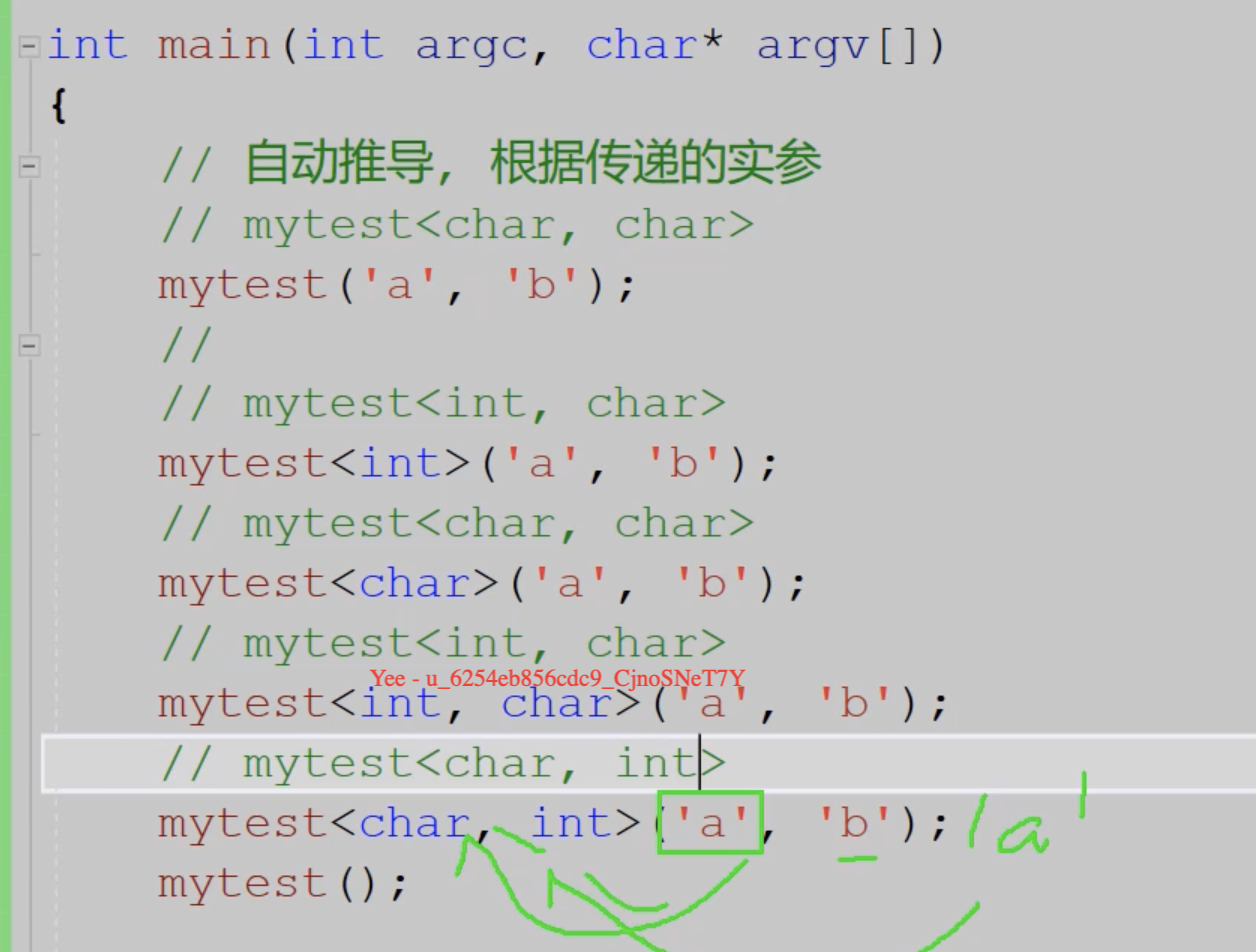 int main(int argc, char* argv[])
{
// 自动推导, 根据传递的实参
// mytest<char, char>
mytest('a', 'b');
//
// mytest<int, char>
mytest<int>('a', 'b');
// mytest<char, char>
mytest<char>('a', 'b');
// mytest<int, char>
Yee - u_6254eb856cdc9_CjnoSNeT7Y
mytest<int, char>('a', 'b');
// mytest<char, int>
mytest<char, int>('a', 'b'); 'a'
mytest();